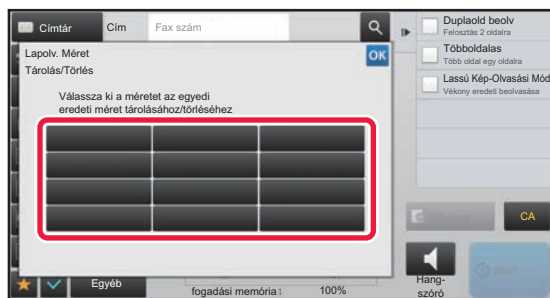 Címtár
Cím
Fax szám
Lapolv. Méret
Tárolás/Törlés
OK
Válassza ki a méretet az egyedi
eredeti méret tárolásához/törléséhez
Duplaold beolv
Felosztás 2 oldalra
Többoldalas
Több oldal egy oldalra
Lassú Kép-Olvasási Mód
Vékony eredeti beolvasása
CA
Start
Hang-
szóró
Egyéb
fogadási memória:
100%